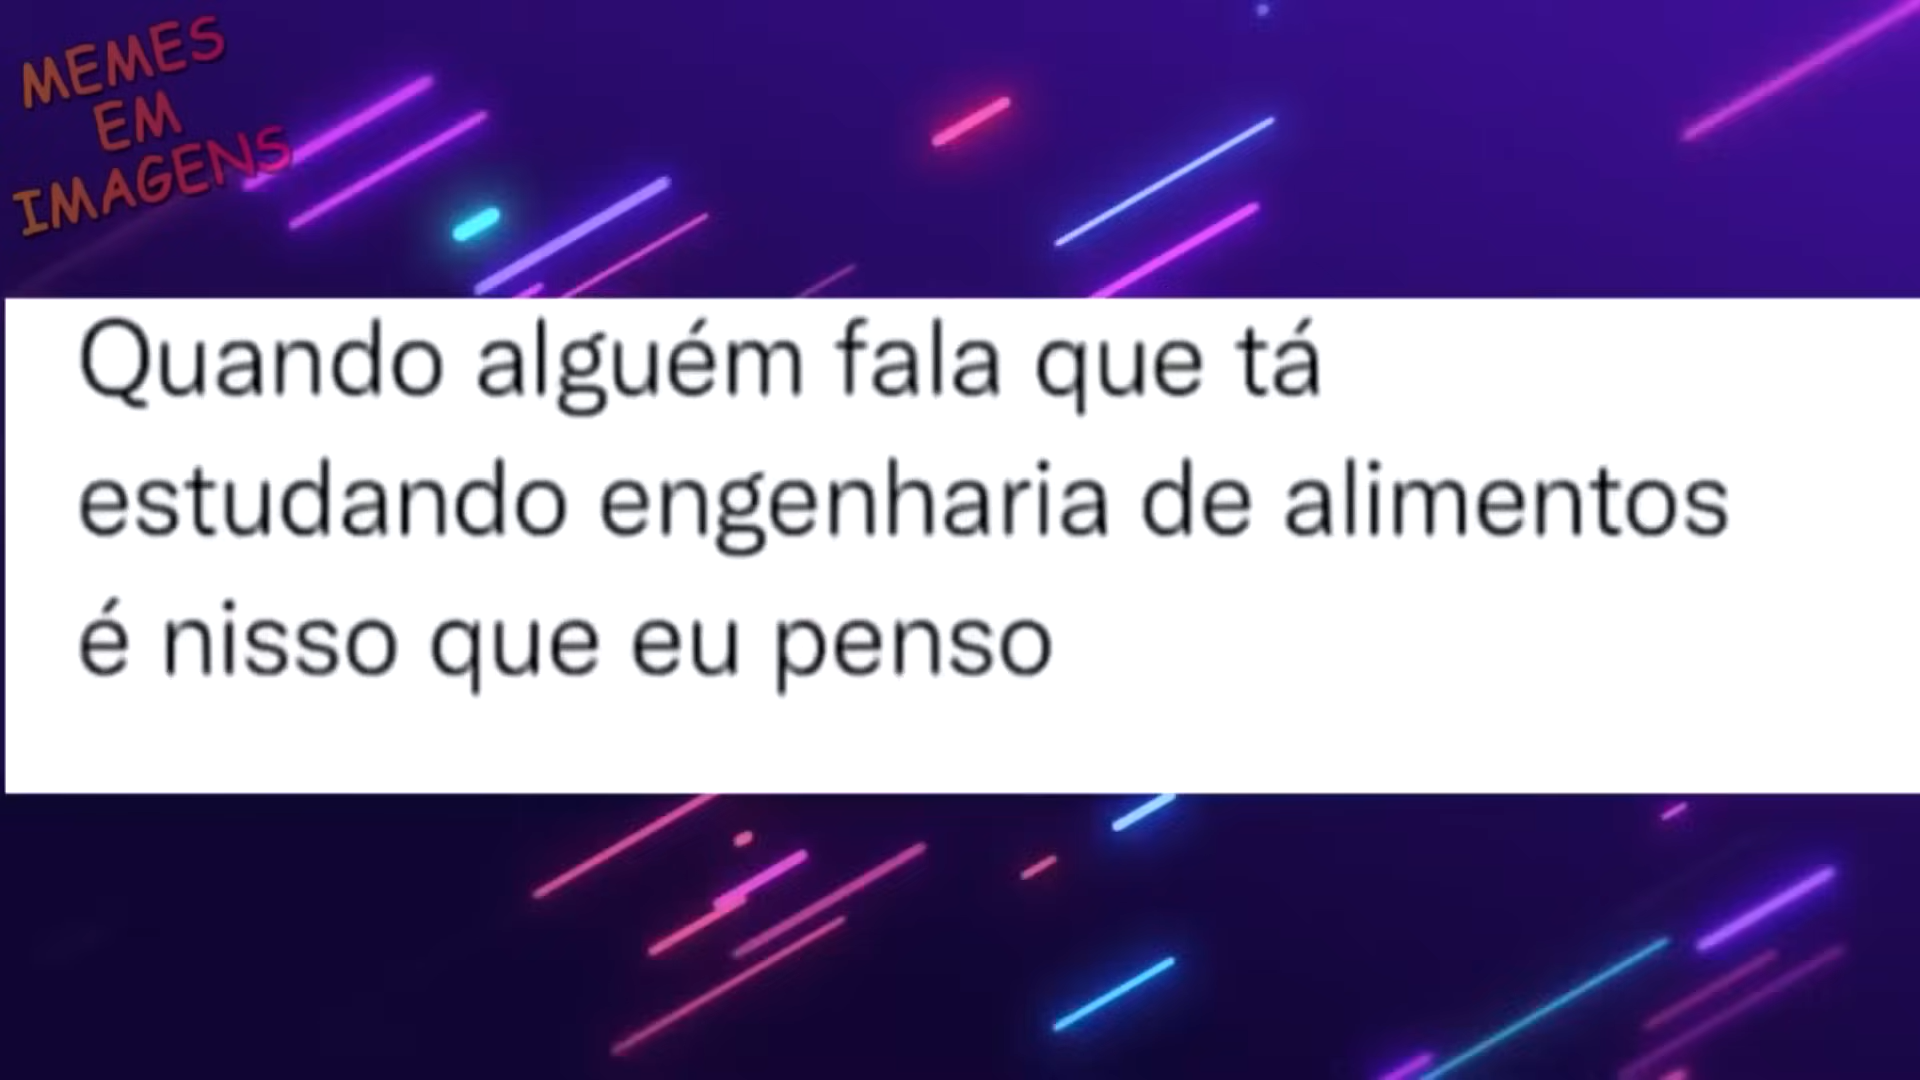 MEMES
EM
IMAGENS
Quando alguém fala que tá
estudando engenharia de alimentos
é nisso que eu penso